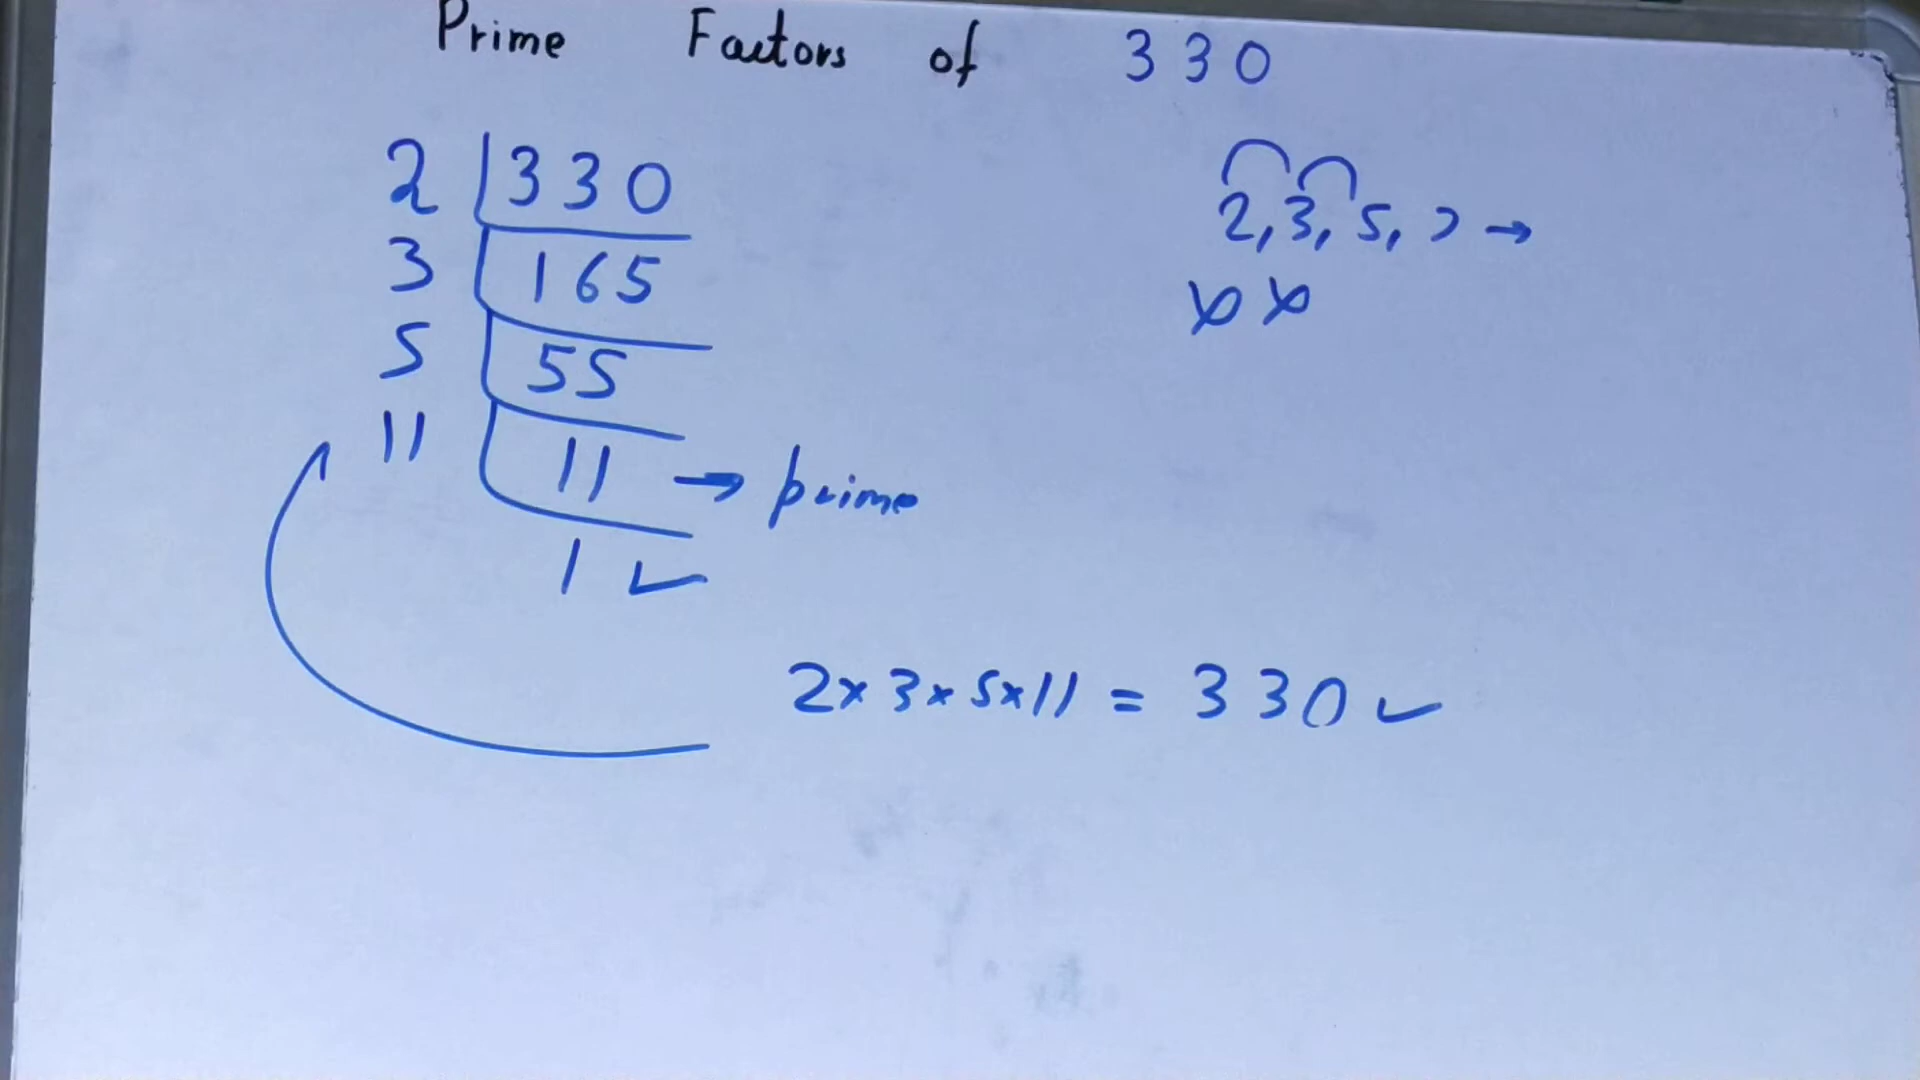 Prime Factors of 330
2 | 330
3 | 165
5 | 55
11 | 11 → prime
1 ✓
2, 3, 5, 7 →
2 × 3 × 5 × 11 = 330 ✓